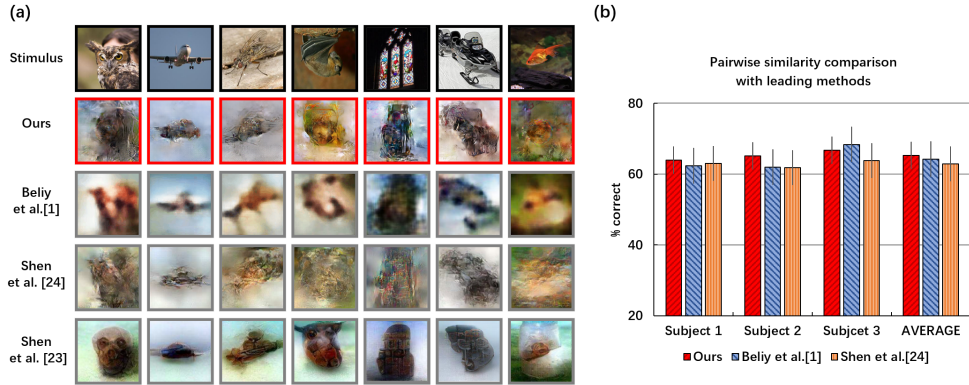 (a)
Stimulus
Ours
Beliy
et al.[1]
Shen
et al. [24]
Shen
et al. [23]
(b)
Pairwise similarity comparison
with leading methods
% correct
80
60
40
20
Subject 1
Subject 2
Subjcet 3
AVERAGE
Ours
Beliy et al.[1]
Shen et al.[24]